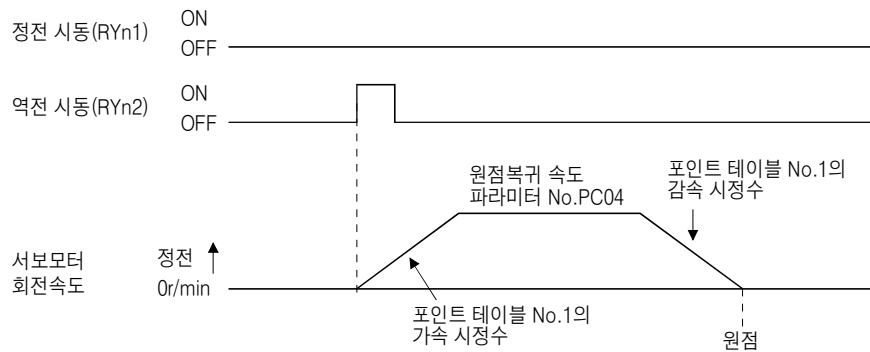 정전 시동(RYn1)
ON
OFF
역전 시동(RYn2)
ON
OFF
원점복귀 속도
파라미터 No.PC04
포인트 테이블 No.1의
감속 시정수
서보모터
회전속도
정전
0r/min
포인트 테이블 No.1의
가속 시정수
원점